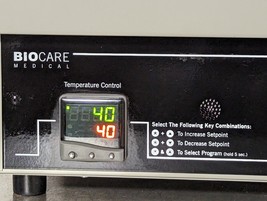 BIOCARE
MEDICAL
Temperature Control
40
40
Select The Following Key Combinations:
To Increase Setpoint
To Decrease Setpoint
& To Select Program (hold 5 sec.)